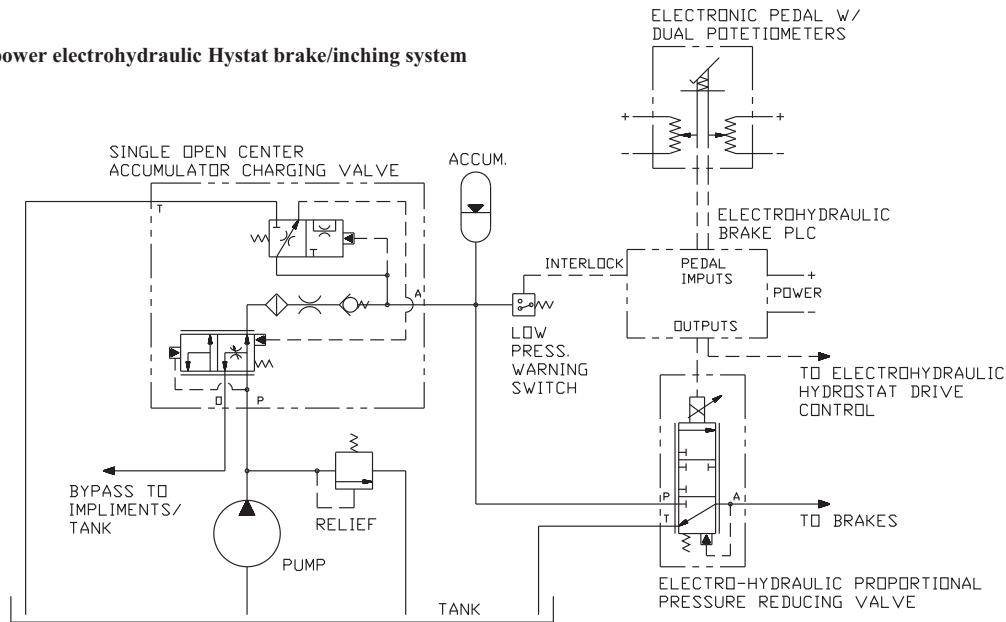 power electrohydraulic Hystat brake/inching system
ELECTRONIC PEDAL W/
DUAL POTETIOMETERS
+
+
-
-
SINGLE OPEN CENTER
ACCUMULATOR CHARGING VALVE
ACCUM.
T
ELECTROHYDRAULIC
BRAKE PLC
INTERLOCK
PEDAL
IMPUTS
+
POWER
-
A
OUTPUTS
LOW
PRESS.
WARNING
SWITCH
TO ELECTROHYDRAULIC
HYDROSTAT DRIVE
CONTROL
O
P
BYPASS TO
IMPLIMENTS/
TANK
RELIEF
P
A
T
TO BRAKES
PUMP
TANK
ELECTRO-HYDRAULIC PROPORTIONAL
PRESSURE REDUCING VALVE